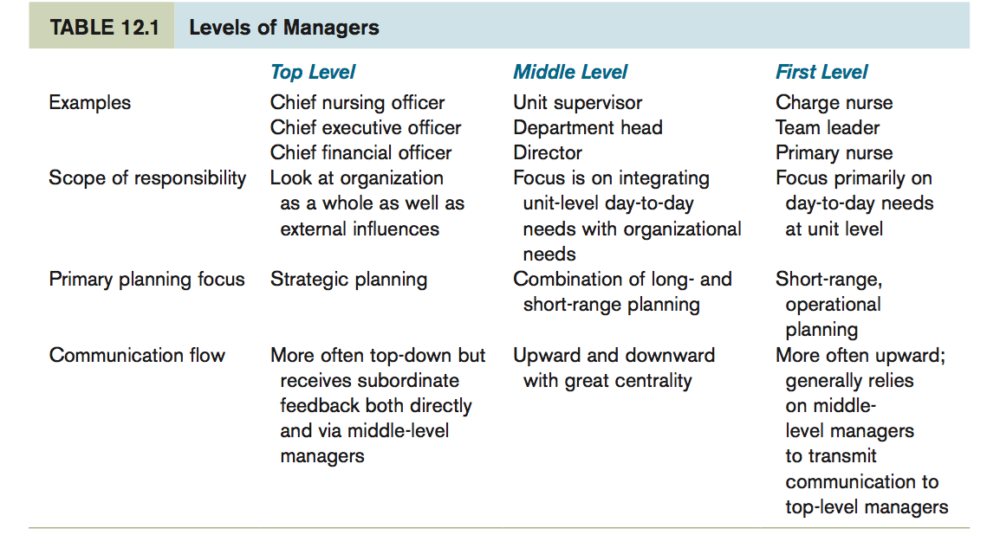 TABLE 12.1 Levels of Managers
Top Level Middle Level First Level
Examples Chief nursing officer Unit supervisor Charge nurse
Chief executive officer Department head Team leader
Chief financial officer Director Primary nurse
Scope of responsibility Look at organization Focus is on integrating Focus primarily on
as a whole as well as unit-level day-to-day day-to-day needs
external influences needs with organizational at unit level
needs
Primary planning focus Strategic planning Combination of long- and Short-range,
short-range planning operational
planning
Communication flow More often top-down but Upward and downward More often upward;
receives subordinate with great centrality generally relies
feedback both directly on middle-
and via middle-level level managers
managers to transmit
communication to
top-level managers